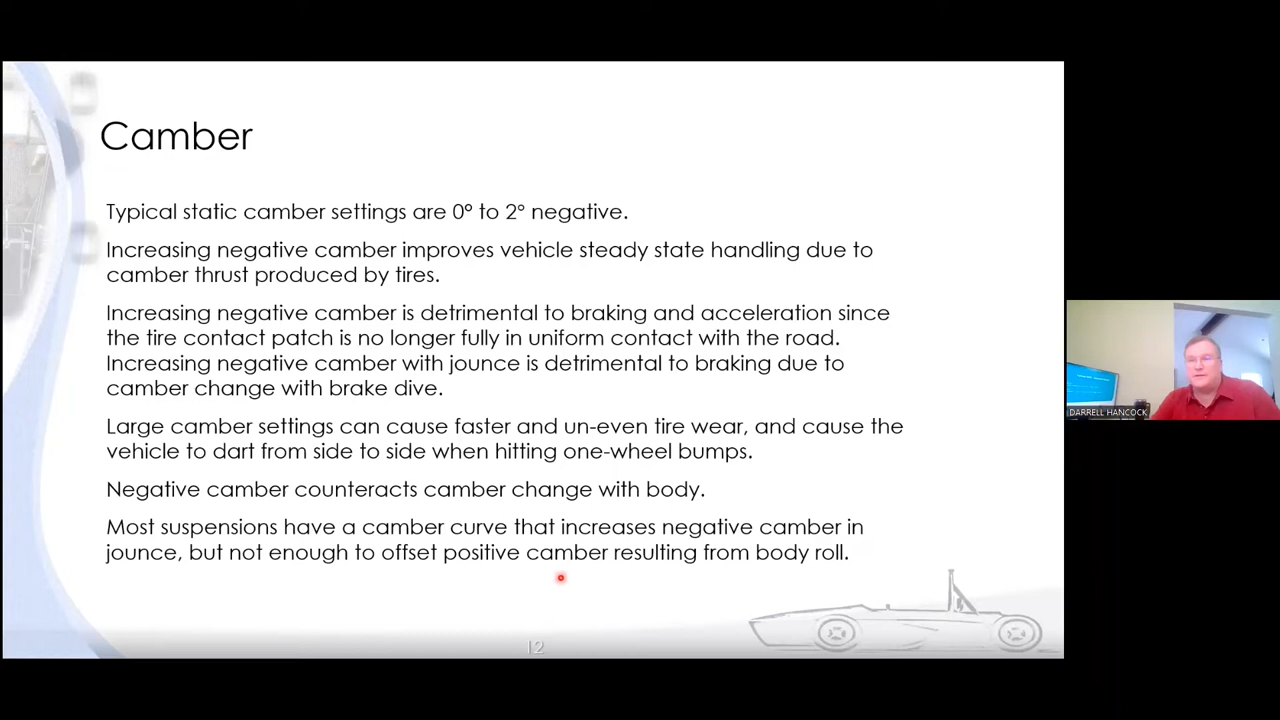 Camber
Typical static camber settings are 0° to 2° negative.
Increasing negative camber improves vehicle steady state handling due to
camber thrust produced by tires.
Increasing negative camber is detrimental to braking and acceleration since
the tire contact patch is no longer fully in uniform contact with the road.
Increasing negative camber with jounce is detrimental to braking due to
camber change with brake dive.
Large camber settings can cause faster and un-even tire wear, and cause the
vehicle to dart from side to side when hitting one-wheel bumps.
Negative camber counteracts camber change with body.
Most suspensions have a camber curve that increases negative camber in
jounce, but not enough to offset positive camber resulting from body roll.
12
DARRELL HANCOCK